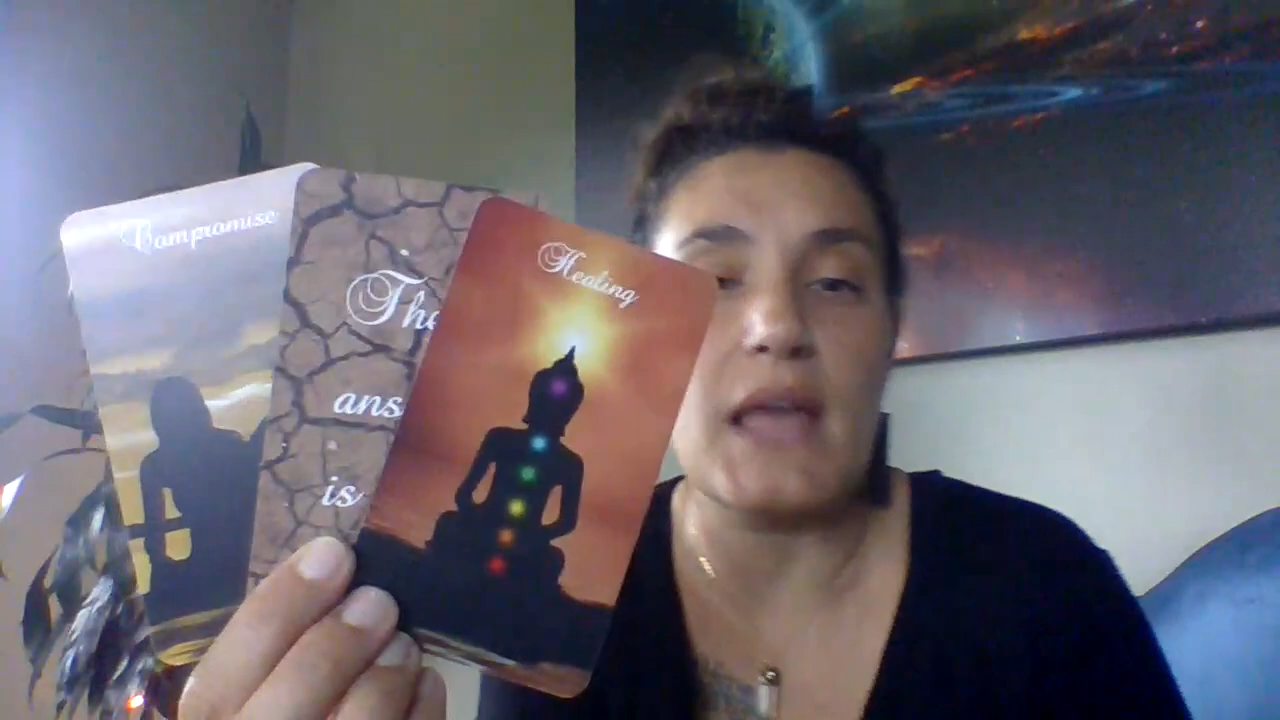 Compromise
The
ans
is
Healing